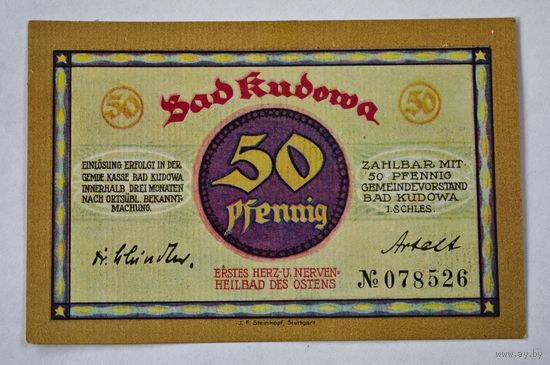 Bad Kudowa
50
50
EINLÖSUNG ERFOLGT IN DER
GEMDE. KASSE BAD KUDOWA
INNERHALB DREI MONATEN
NACH ORTSÜBL. BEKANNT-
MACHUNG.
50
Pfennig
ZAHLBAR MIT
50 PFENNIG
GEMEINDEVORSTAND
BAD KUDOWA
I. SCHLES.
Artelt
ERSTES HERZ-U. NERVEN-
HEILBAD DES OSTENS
№ 078526
J. F. Steinkopf, Stuttgart
www.ay.by